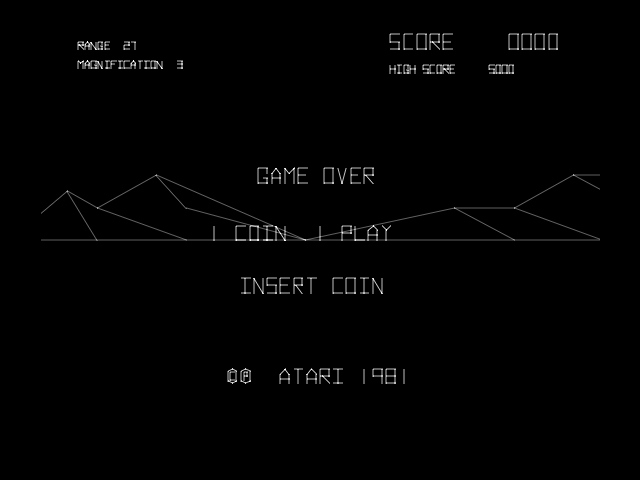 RANGE 27
MAGNIFICATION 3
SCORE 0000
HIGH SCORE 5000
GAME OVER
1 COIN 1 PLAY
INSERT COIN
©℗ ATARI 1981